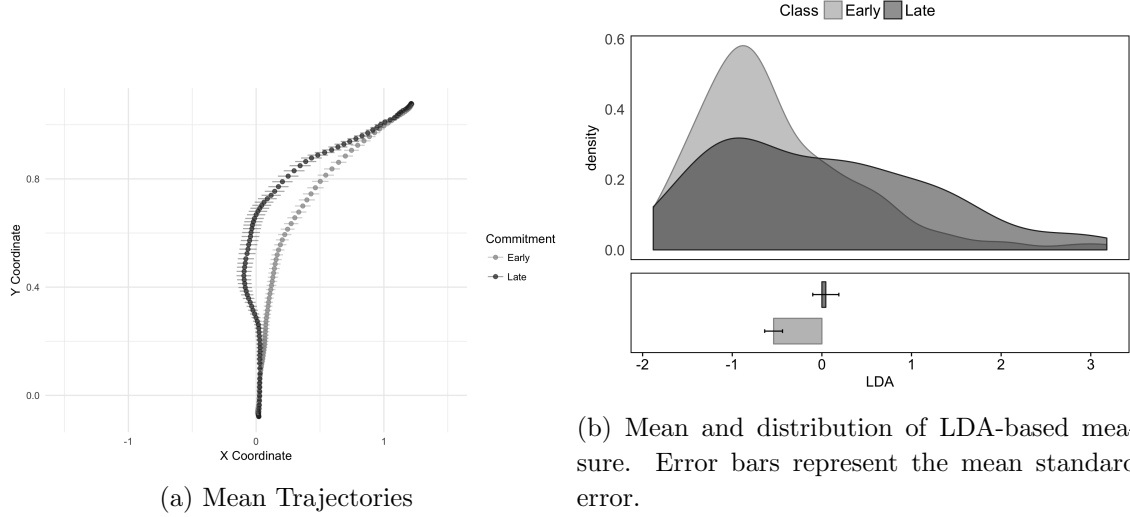 Class Early Late
0.6
0.4
0.2
0.0
density
-2 -1 0 1 2 3
LDA
0.8
0.4
0.0
Y Coordinate
-1 0 1
X Coordinate
Commitment
Early
Late
(a) Mean Trajectories
(b) Mean and distribution of LDA-based mea-
sure. Error bars represent the mean standard
error.